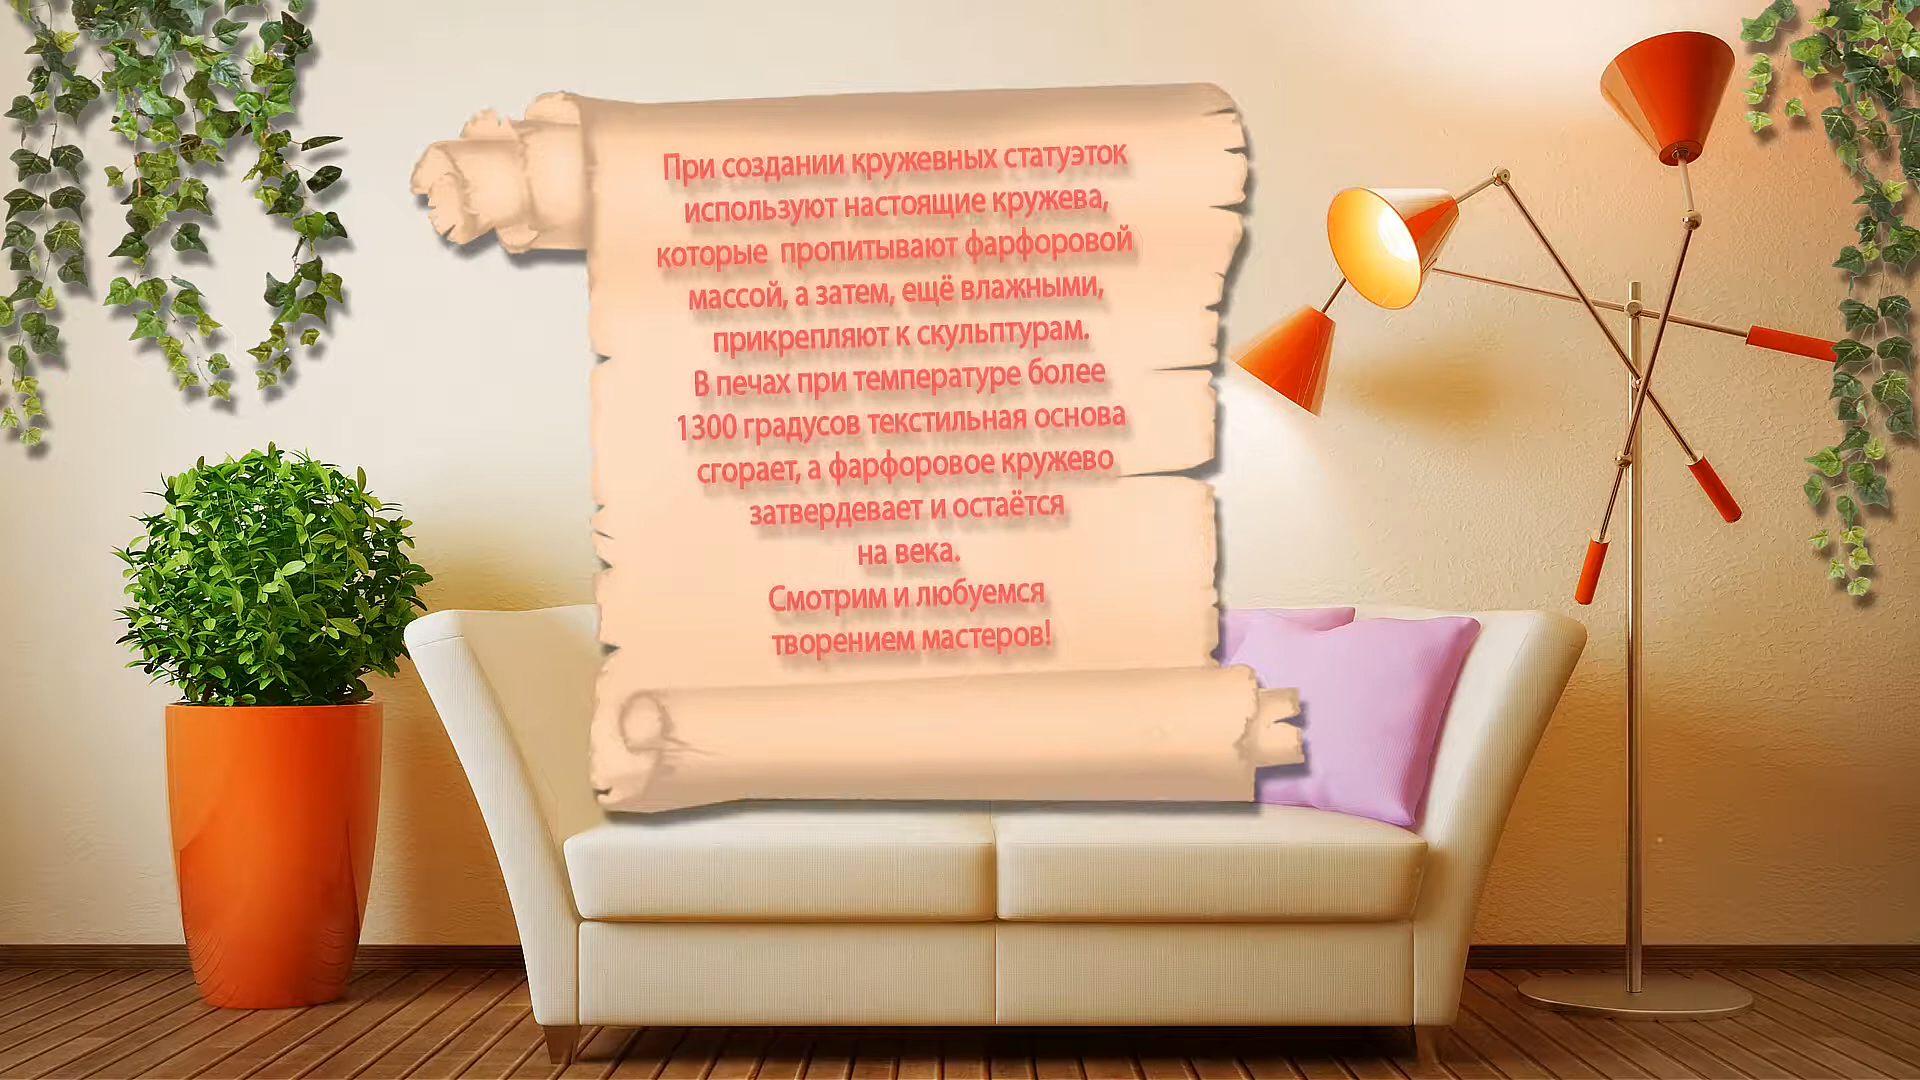 При создании кружевных статуэток
используют настоящие кружева,
которые пропитывают фарфоровой
массой, а затем, ещё влажными,
прикрепляют к скульптурам.
В печах при температуре более
1300 градусов текстильная основа
сгорает, а фарфоровое кружево
затвердевает и остаётся
на века.
Смотрим и любуемся
творением мастеров!